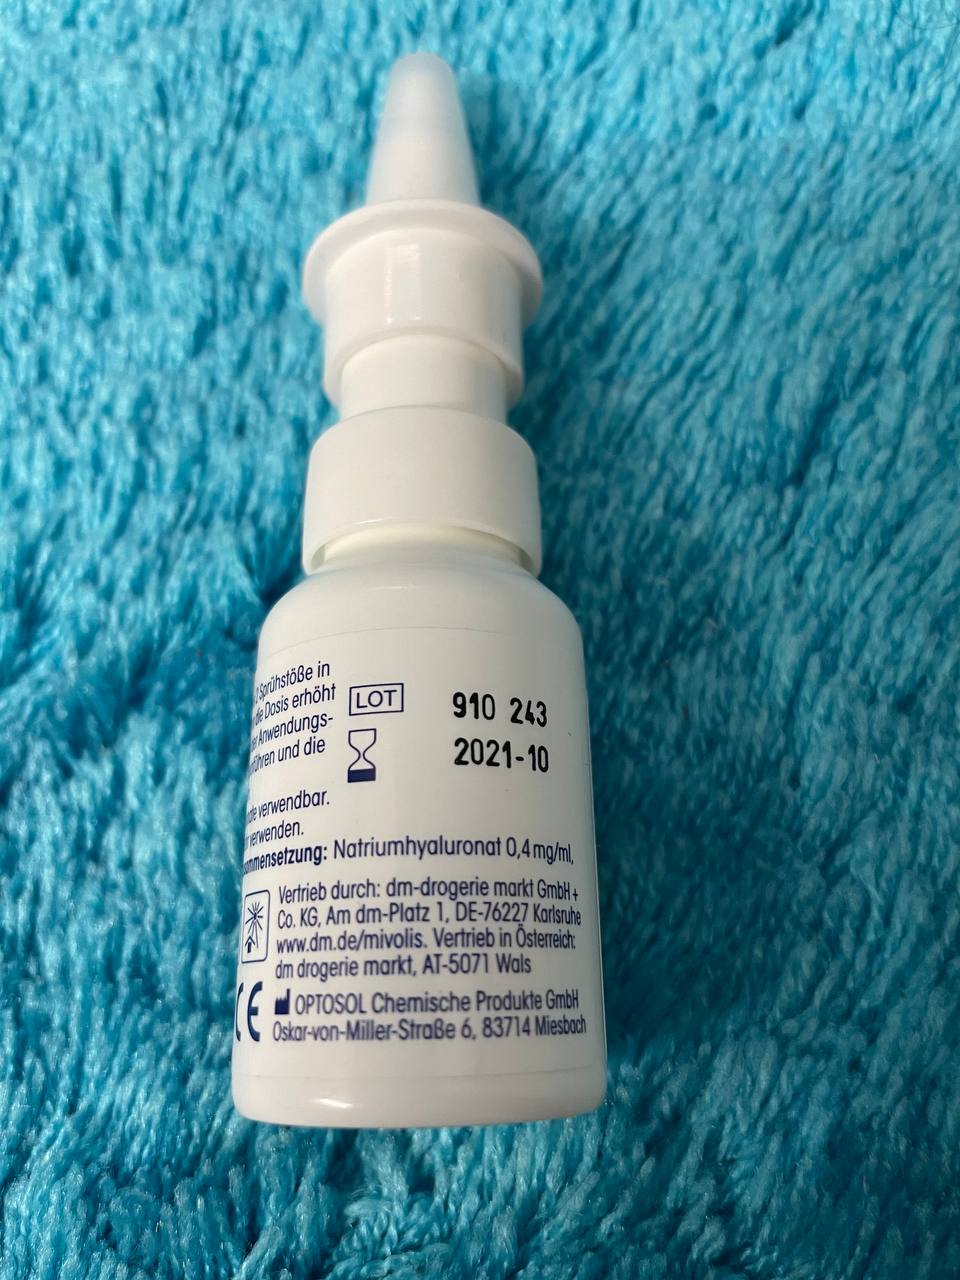 2 Sprühstöße in
die Dosis erhöht
Anwendungs-
und die
verwendbar.
verwenden.
LOT 910 243
2021-10
Natriumhyaluronat 0,4 mg/ml,
Vertrieb durch: dm-drogerie markt GmbH +
Co. KG, Am dm-Platz 1, DE-76227 Karlsruhe
www.dm.de/mivolis. Vertrieb in Österreich:
dm drogerie markt, AT-5071 Wals
CE
OPTOSOL Chemische Produkte GmbH
Oskar-von-Miller-Straße 6, 83714 Miesbach